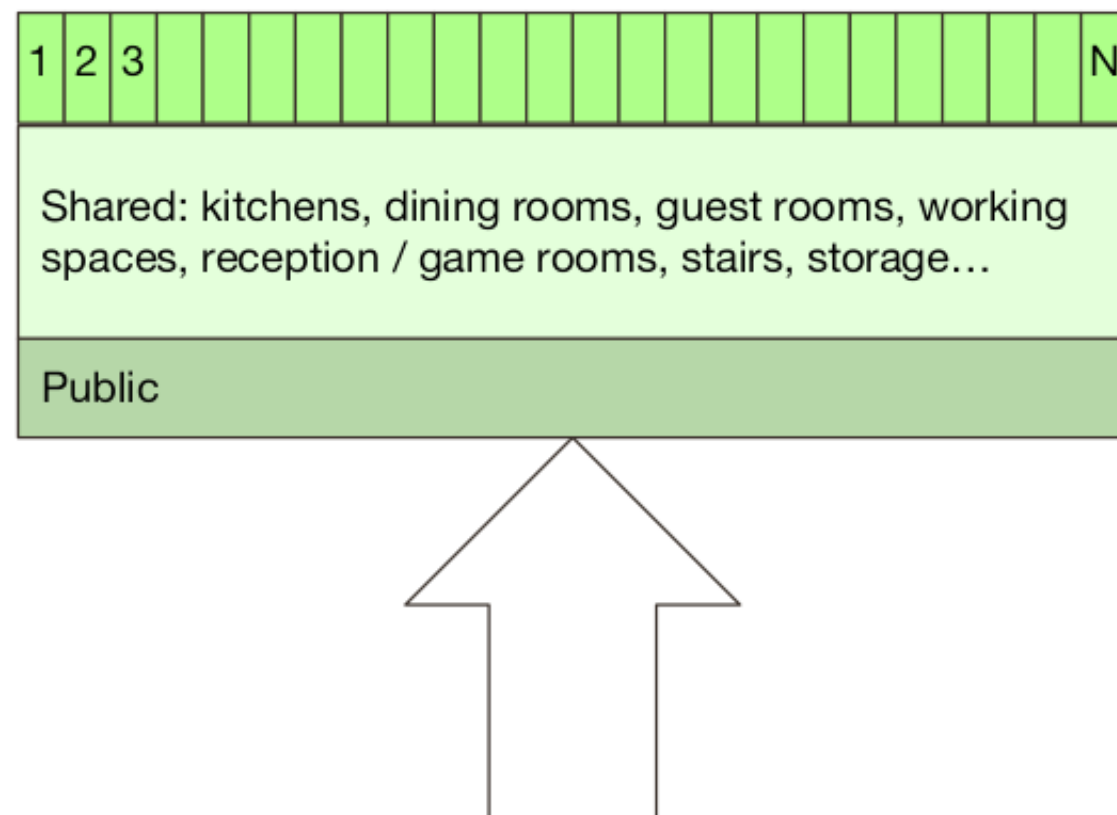 1 2 3 N
Shared: kitchens, dining rooms, guest rooms, working
spaces, reception / game rooms, stairs, storage…
Public